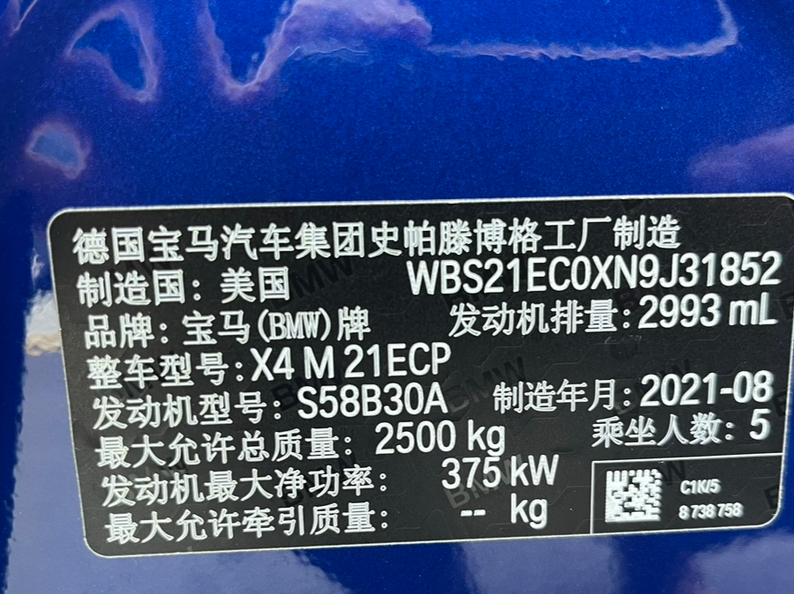 德国宝马汽车集团史帕滕博格工厂制造
制造国：美国 WBS21EC0XN9J31852
品牌：宝马(BMW)牌 发动机排量：2993 mL
整车型号：X4 M 21ECP
发动机型号：S58B30A 制造年月：2021-08
最大允许总质量：2500 kg 乘坐人数：5
发动机最大净功率：375 kW
最大允许牵引质量：-- kg
C1K/5
8 738 758